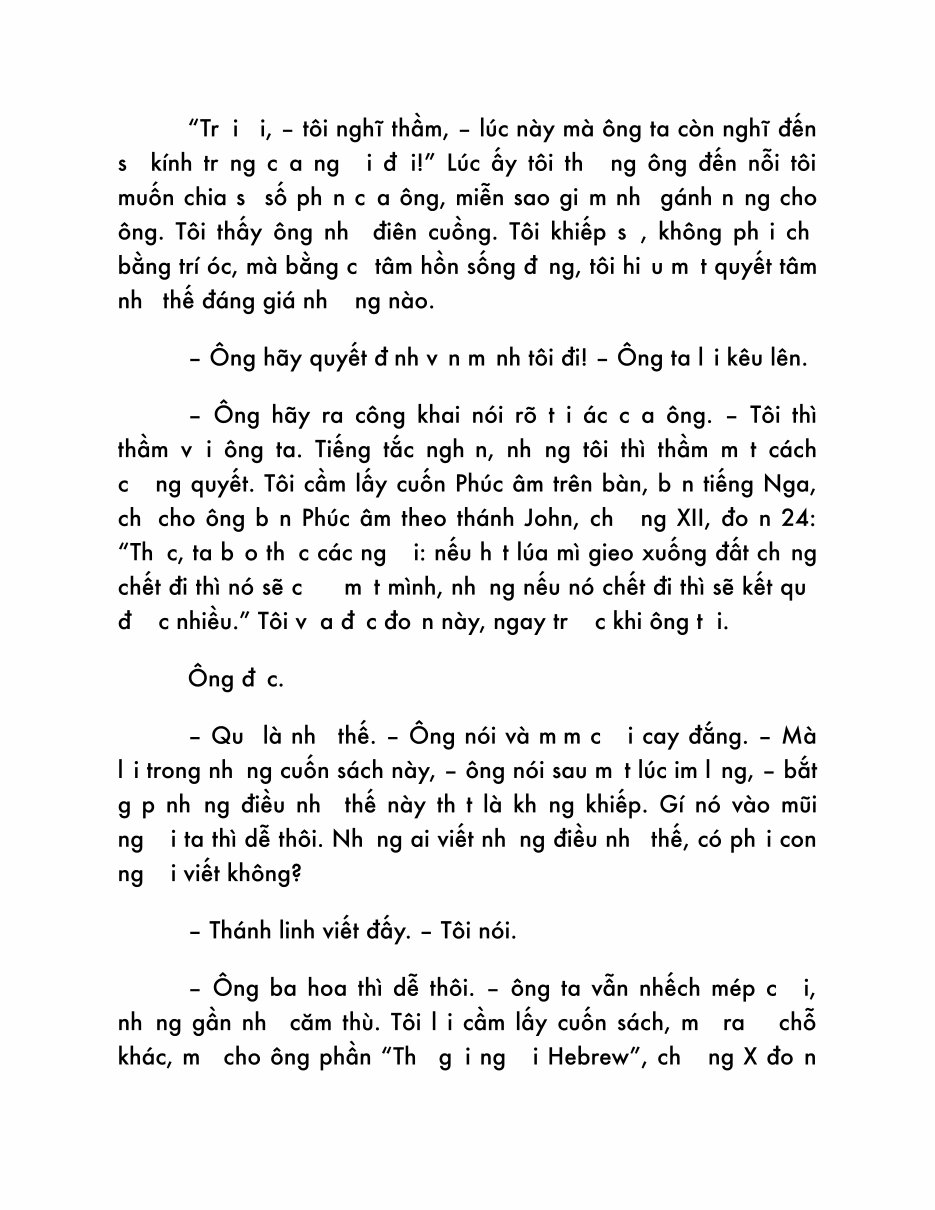 “Tr i i, – tôi nghĩ thầm, – lúc này mà ông ta còn nghĩ đến
s kính tr ng c a ng i đ i!” Lúc ấy tôi th ng ông đến nỗi tôi
muốn chia s số ph n c a ông, miễn sao gi m nh gánh n ng cho
ông. Tôi thấy ông nh điên cuồng. Tôi khiếp s , không ph i ch
bằng trí óc, mà bằng c tâm hồn sống đ ng, tôi hi u m t quyết tâm
nh thế đáng giá nh ng nào.
– Ông hãy quyết đ nh v n m nh tôi đi! – Ông ta l i kêu lên.
– Ông hãy ra công khai nói rõ t i ác c a ông. – Tôi thì
thầm v i ông ta. Tiếng tắc ngh n, nh ng tôi thì thầm m t cách
c ng quyết. Tôi cầm lấy cuốn Phúc âm trên bàn, b n tiếng Nga,
ch cho ông b n Phúc âm theo thánh John, ch ng XII, đo n 24:
“Th c, ta b o th c các ng i: nếu h t lúa mì gieo xuống đất ch ng
chết đi thì nó sẽ c m t mình, nh ng nếu nó chết đi thì sẽ kết qu
đ c nhiều.” Tôi v a đ c đo n này, ngay tr c khi ông t i.
Ông đ c.
– Qu là nh thế. – Ông nói và m m c i cay đắng. – Mà
l i trong nh ng cuốn sách này, – ông nói sau m t lúc im l ng, – bắt
g p nh ng điều nh thế này th t là kh ng khiếp. Gí nó vào mũi
ng i ta thì dễ thôi. Nh ng ai viết nh ng điều nh thế, có ph i con
ng i viết không?
– Thánh linh viết đấy. – Tôi nói.
– Ông ba hoa thì dễ thôi. – ông ta vẫn nhếch mép c i,
nh ng gần nh căm thù. Tôi l i cầm lấy cuốn sách, m ra chỗ
khác, m cho ông phần “Th g i ng i Hebrew”, ch ng X đo n